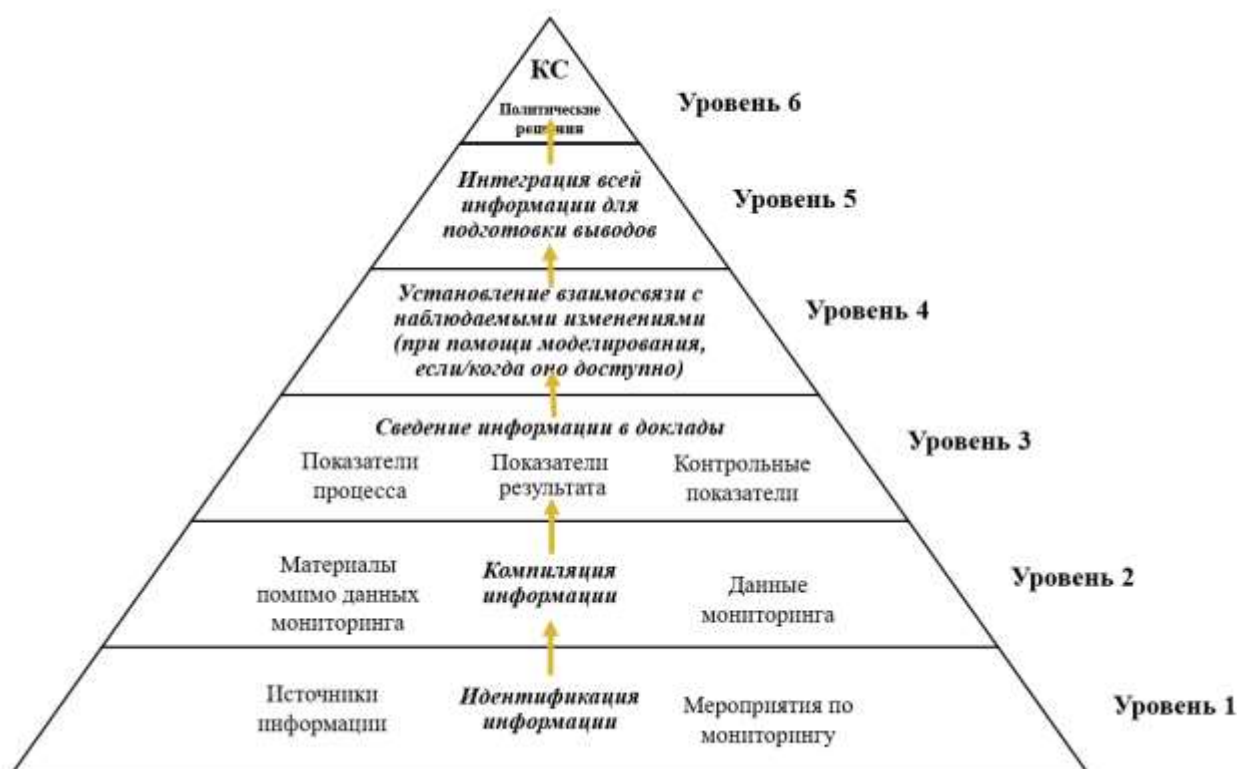 КС
Политические
решения
Уровень 6
Интеграция всей
информации для
подготовки выводов
Уровень 5
Установление взаимосвязи с
наблюдаемыми изменениями
(при помощи моделирования,
если/когда оно доступно)
Уровень 4
Сведение информации в доклады
Показатели
процесса
Показатели
результата
Контрольные
показатели
Уровень 3
Материалы
помимо данных
мониторинга
Компиляция
информации
Данные
мониторинга
Уровень 2
Источники
информации
Идентификация
информации
Мероприятия по
мониторингу
Уровень 1